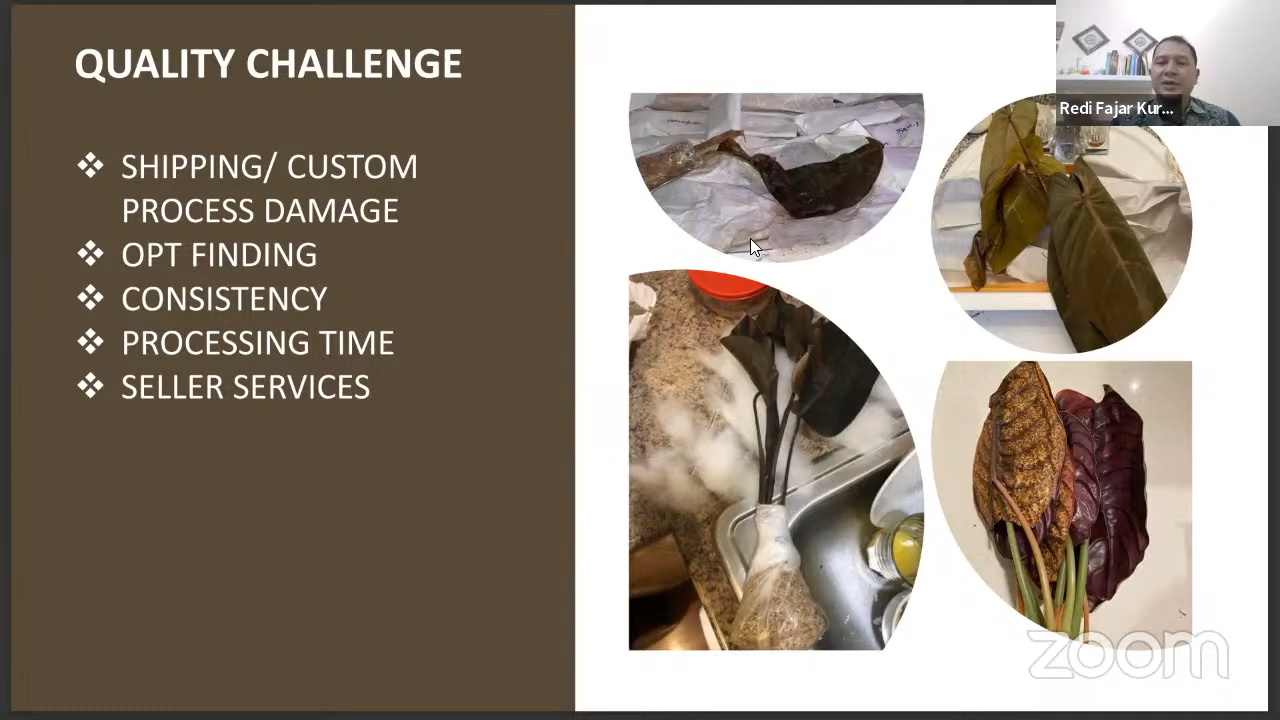 QUALITY CHALLENGE
❖ SHIPPING/ CUSTOM
PROCESS DAMAGE
❖ OPT FINDING
❖ CONSISTENCY
❖ PROCESSING TIME
❖ SELLER SERVICES
Redi Fajar Kur...
zoom